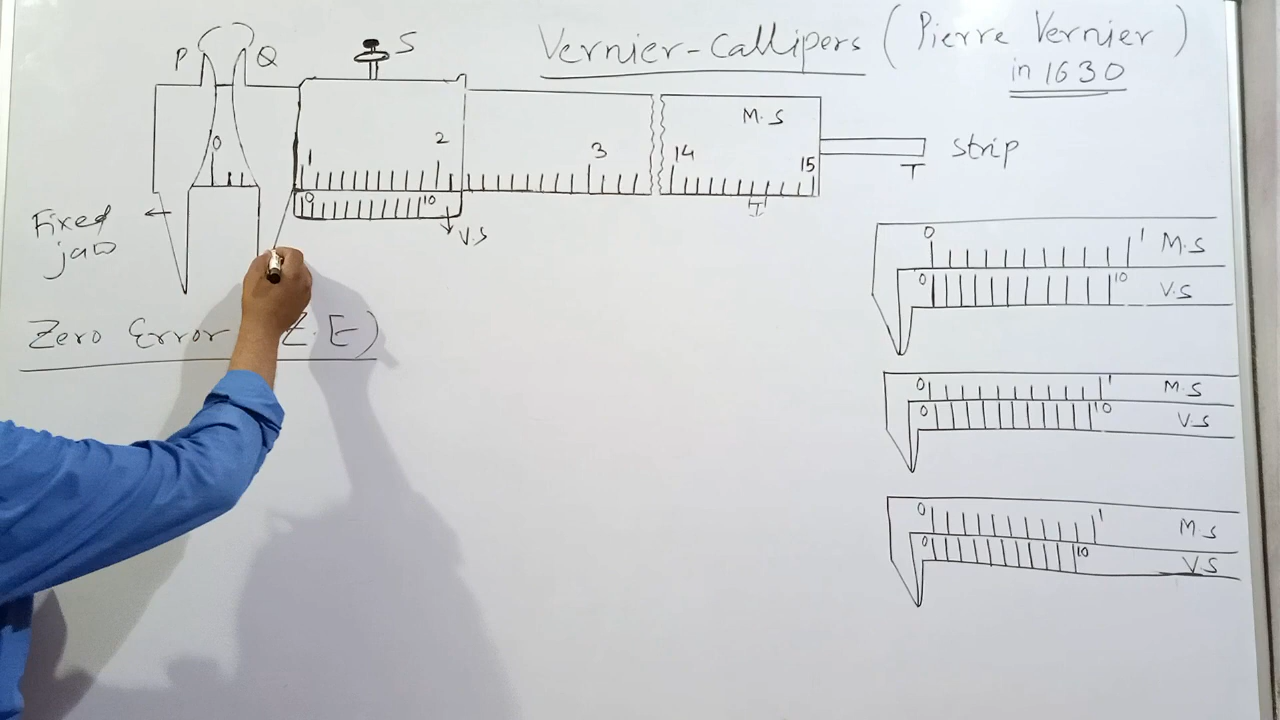 Vernier-Callipers ( Pierre Vernier )
in 1630
P Q S
0 1 2 3 14 15
M.S
strip
T
0 10
V.S
Fixed
jaw
Zero Error Z.E)
0 1 M.S
0 10 V.S
0 1 M.S
0 10 V.S
0 1 M.S
0 10 V.S